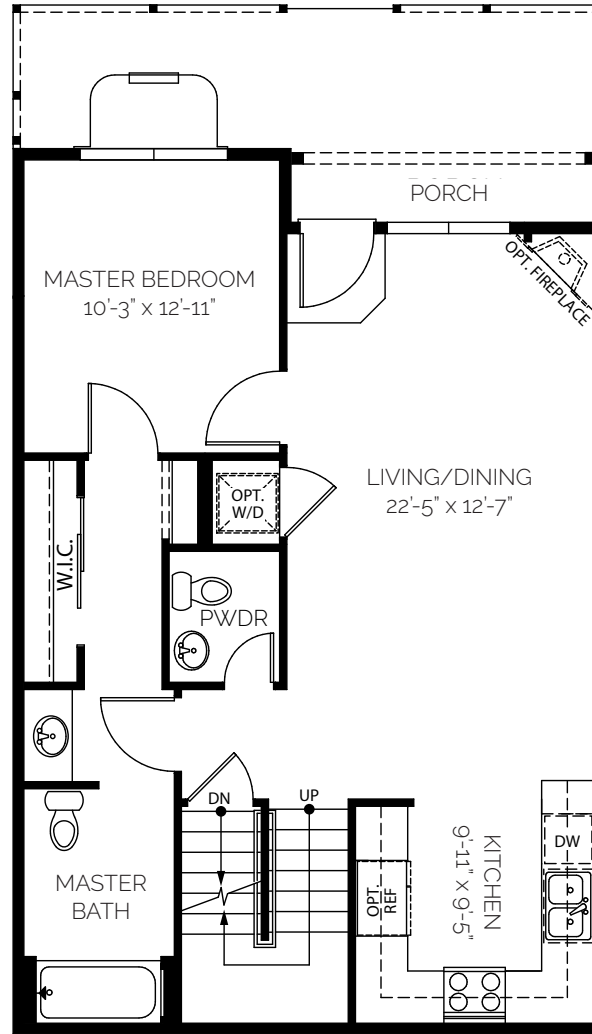 PORCH
OPT. FIREPLACE
MASTER BEDROOM
10'-3" x 12'-11"
LIVING/DINING
22'-5" x 12'-7"
OPT.
W/D
W.I.C.
PWDR
DN
UP
MASTER
BATH
OPT.
REF
KITCHEN
9'-11" x 9'-5"
DW